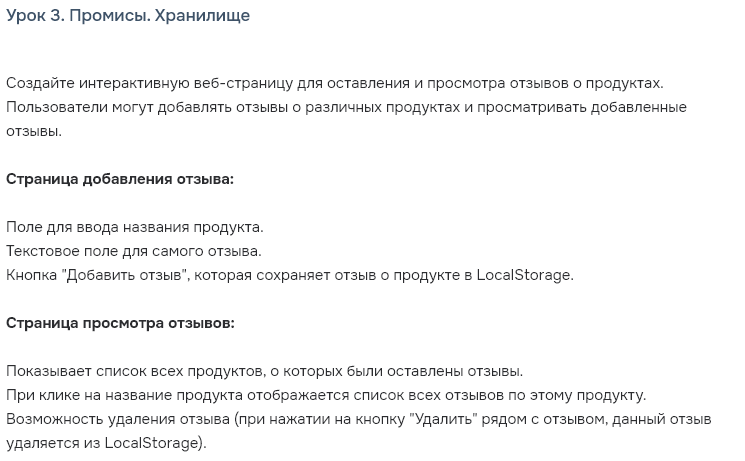 Урок 3. Промисы. Хранилище
Создайте интерактивную веб-страницу для оставления и просмотра отзывов о продуктах.
Пользователи могут добавлять отзывы о различных продуктах и просматривать добавленные
отзывы.
Страница добавления отзыва:
Поле для ввода названия продукта.
Текстовое поле для самого отзыва.
Кнопка "Добавить отзыв", которая сохраняет отзыв о продукте в LocalStorage.
Страница просмотра отзывов:
Показывает список всех продуктов, о которых были оставлены отзывы.
При клике на название продукта отображается список всех отзывов по этому продукту.
Возможность удаления отзыва (при нажатии на кнопку "Удалить" рядом с отзывом, данный отзыв
удаляется из LocalStorage).